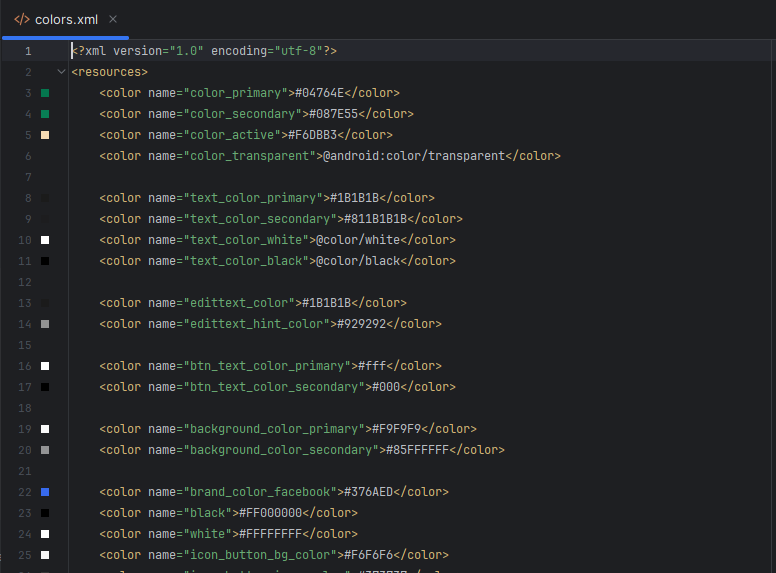 </> colors.xml ×
1 <?xml version="1.0" encoding="utf-8"?>
2 <resources>
3 <color name="color_primary">#04764E</color>
4 <color name="color_secondary">#087E55</color>
5 <color name="color_active">#F6DBB3</color>
6 <color name="color_transparent">@android:color/transparent</color>
7
8 <color name="text_color_primary">#1B1B1B</color>
9 <color name="text_color_secondary">#811B1B1B</color>
10 <color name="text_color_white">@color/white</color>
11 <color name="text_color_black">@color/black</color>
12
13 <color name="edittext_color">#1B1B1B</color>
14 <color name="edittext_hint_color">#929292</color>
15
16 <color name="btn_text_color_primary">#fff</color>
17 <color name="btn_text_color_secondary">#000</color>
18
19 <color name="background_color_primary">#F9F9F9</color>
20 <color name="background_color_secondary">#85FFFFFF</color>
21
22 <color name="brand_color_facebook">#376AED</color>
23 <color name="black">#FF000000</color>
24 <color name="white">#FFFFFFFF</color>
25 <color name="icon_button_bg_color">#F6F6F6</color>